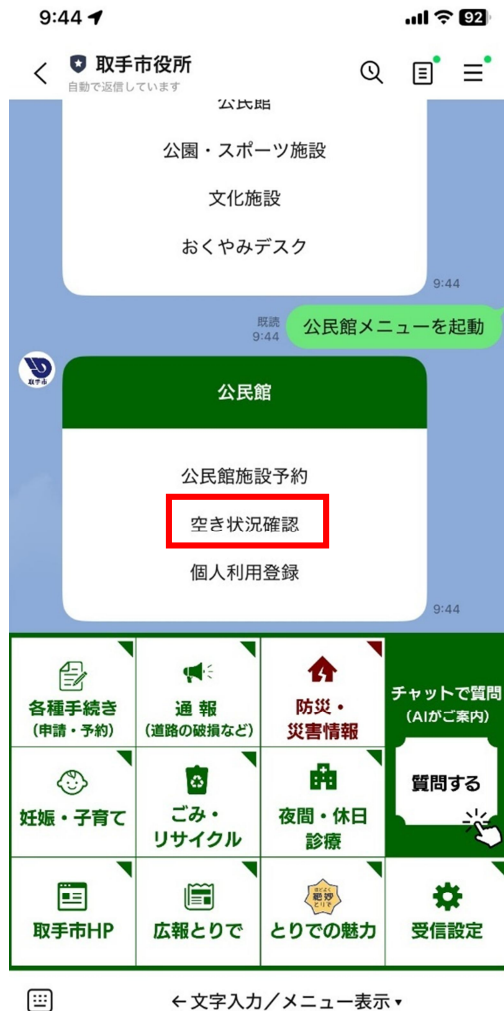 9:44
92
取手市役所
自動で返信しています
公民館
公園・スポーツ施設
文化施設
おくやみデスク
9:44
既読
9:44
公民館メニューを起動
取手市
公民館
公民館施設予約
空き状況確認
個人利用登録
9:44
各種手続き
(申請・予約)
通 報
(道路の破損など)
防災・
災害情報
チャットで質問
(AIがご案内)
質問する
妊娠・子育て
ごみ・
リサイクル
夜間・休日
診療
取手市HP
広報とりで
ほどよく
絶妙
とりで
とりでの魅力
受信設定
←文字入力/メニュー表示▾